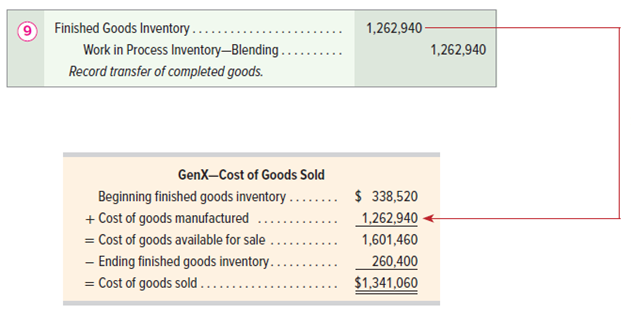 9 Finished Goods Inventory . . . . . . . . . . . . . . . . . . . . . . . . 1,262,940
Work in Process Inventory—Blending . . . . . . . . . . 1,262,940
Record transfer of completed goods.
GenX—Cost of Goods Sold
Beginning finished goods inventory . . . . . . . . $ 338,520
+ Cost of goods manufactured . . . . . . . . . . . . 1,262,940
= Cost of goods available for sale . . . . . . . . . . . 1,601,460
− Ending finished goods inventory . . . . . . . . . . . 260,400
= Cost of goods sold . . . . . . . . . . . . . . . . . . . . . . $1,341,060